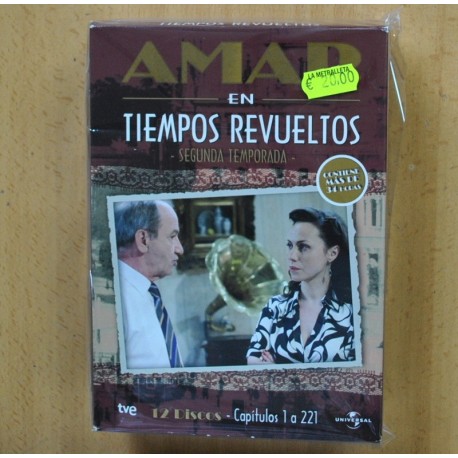 TIEMPOS REVUELTOS
AMAR
LA METRALLETA
€ 20,00
EN
TIEMPOS REVUELTOS
- SEGUNDA TEMPORADA -
CONTIENE
MÁS DE
HORAS
tve
12 Discos - Capítulos 1 a 221
UNIVERSAL